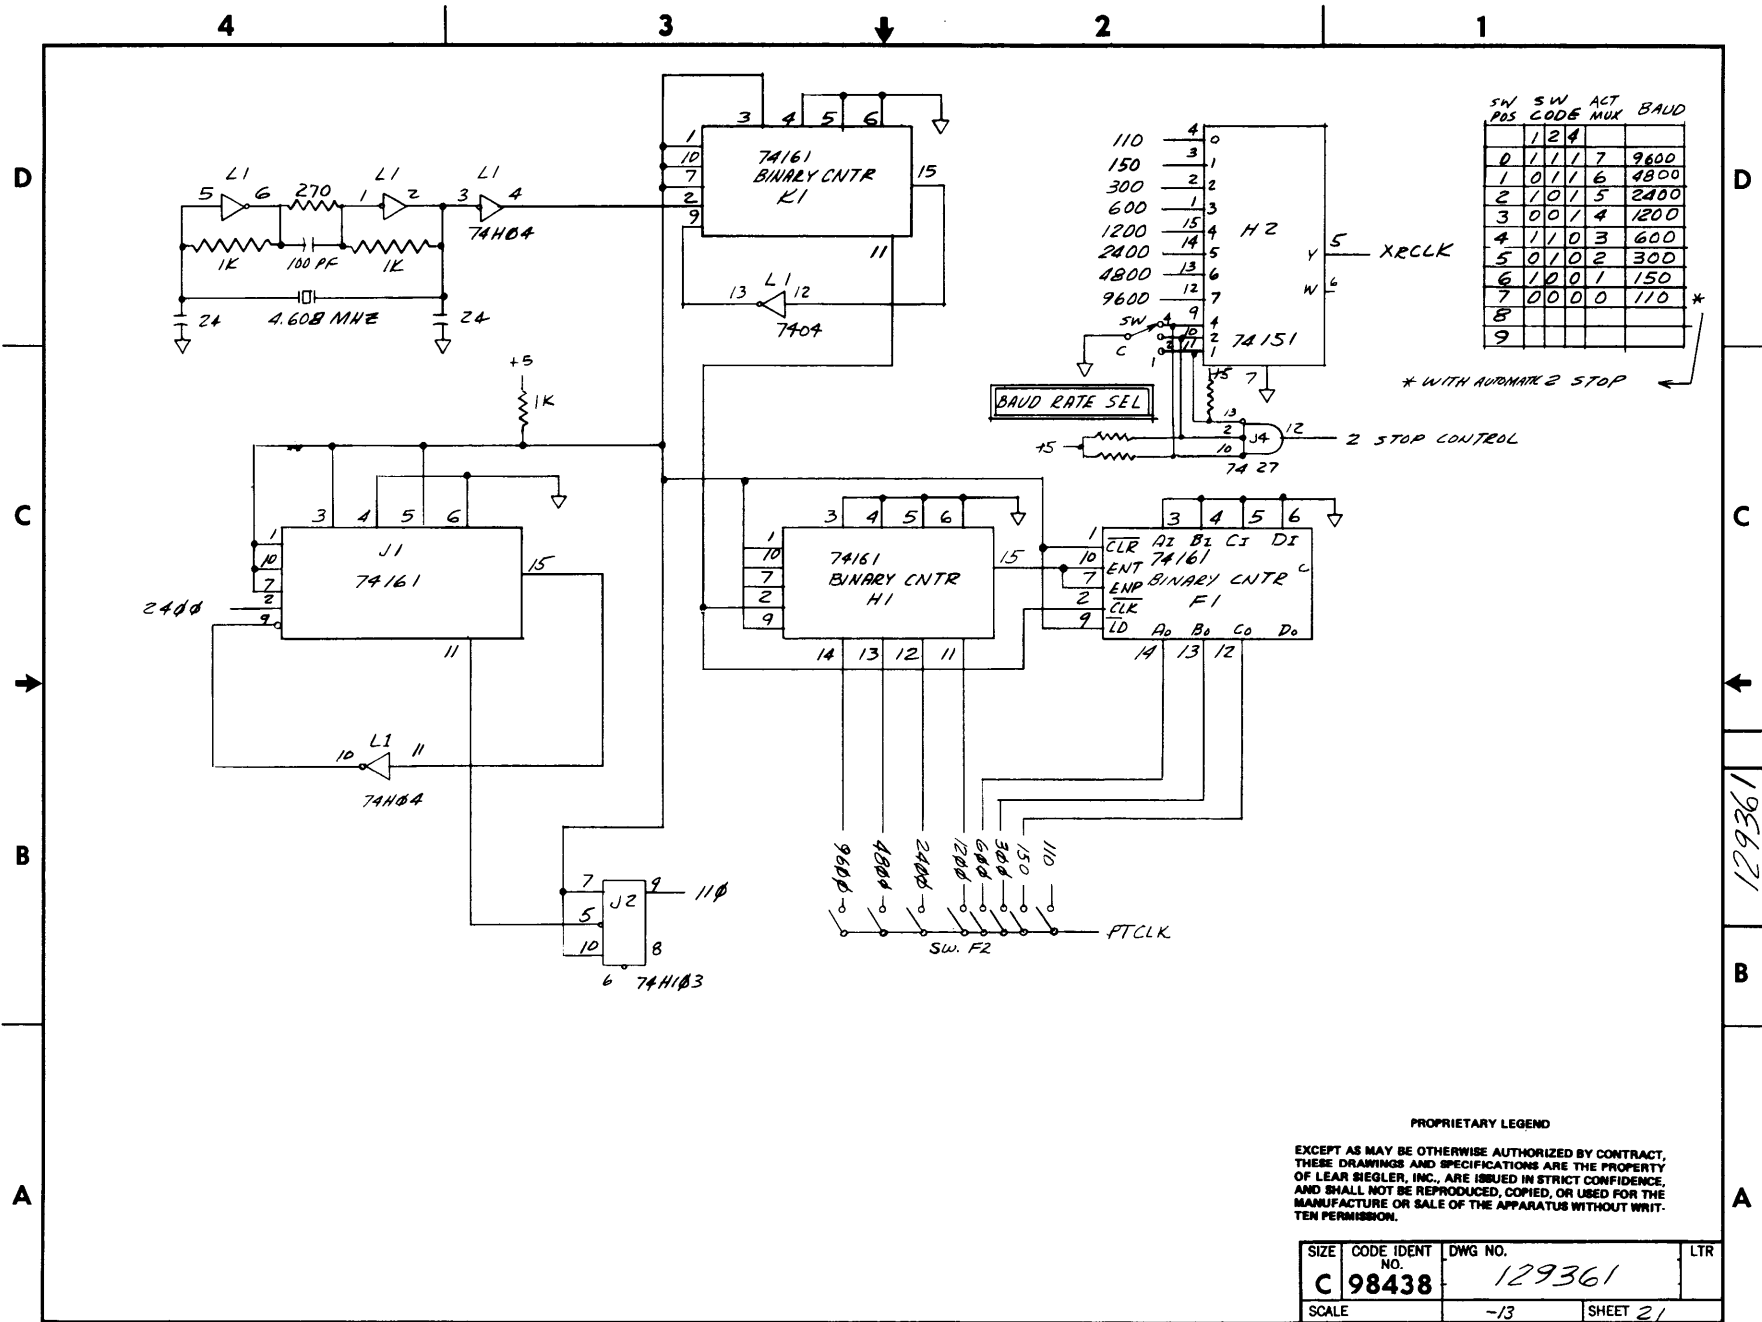 4 3 2 1
D
C
B
A
D
C
B
A
L1 L1 L1
5 6 270 1 2 3 4
74H04
1K 100 PF 1K
24 4.608 MHZ 24
3 4 5 6
1
10
7
2
9
74161
BINARY CNTR
K1
15
11
13 L1 12
7404
110 4 0
150 3 1
300 2 2
600 1 3
1200 15 4
2400 14 5
4800 13 6
9600 12 7
H2
Y 5 XRCLK
W 6
SW 4 9 4
2 10 2
C 1 11 1
74151
7
BAUD RATE SEL
+5
+5
13
2
10
J4 12 2 STOP CONTROL
74 27
SW POS SW CODE ACT MUX BAUD
1 2 4
0 1 1 1 7 9600
1 0 1 1 6 4800
2 1 0 1 5 2400
3 0 0 1 4 1200
4 1 1 0 3 600
5 0 1 0 2 300
6 1 0 0 1 150
7 0 0 0 0 110 *
8
9
* WITH AUTOMATIC 2 STOP
+5
1K
3 4 5 6
1
10
7
2400 2
9
J1
74161
15
11
10 L1 11
74H04
7
5
10
J2
9 110
8
6 74H103
3 4 5 6
1
10
7
2
9
74161
BINARY CNTR
H1
15
14 13 12 11
3 4 5 6
1 CLR AI BI CI DI
10 ENT 74161
7 ENP BINARY CNTR C
2 CLK F1
9 LD Ao Bo Co Do
14 13 12
9600 4800 2400 1200 600 300 150 110
PTCLK
SW. F2
129361
PROPRIETARY LEGEND
EXCEPT AS MAY BE OTHERWISE AUTHORIZED BY CONTRACT,
THESE DRAWINGS AND SPECIFICATIONS ARE THE PROPERTY
OF LEAR SIEGLER, INC., ARE ISSUED IN STRICT CONFIDENCE,
AND SHALL NOT BE REPRODUCED, COPIED, OR USED FOR THE
MANUFACTURE OR SALE OF THE APPARATUS WITHOUT WRIT-
TEN PERMISSION.
SIZE CODE IDENT NO. DWG NO. LTR
C 98438 129361
SCALE -13 SHEET 21